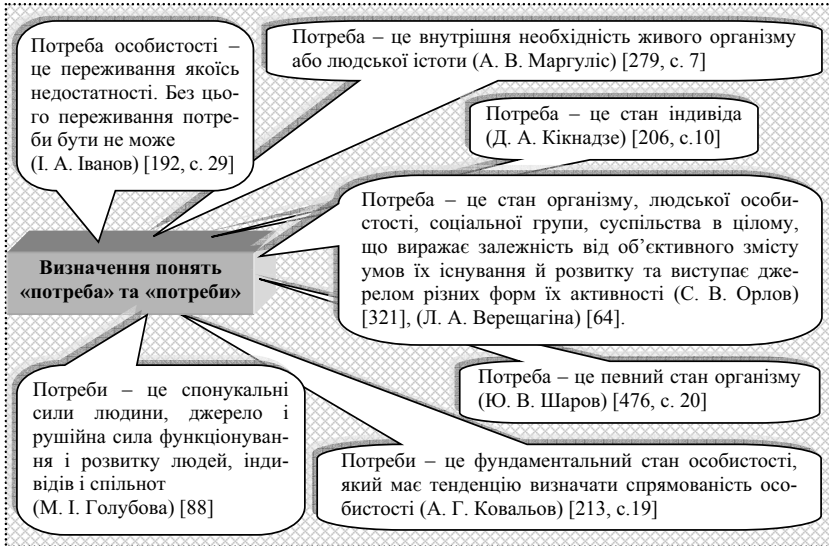 Потреба особистості –
це переживання якоїсь
недостатності. Без цьо-
го переживання потре-
би бути не може
(І. А. Іванов) [192, с. 29]
Потреба – це внутрішня необхідність живого організму
або людської істоти (А. В. Маргуліс) [279, с. 7]
Потреба – це стан індивіда
(Д. А. Кікнадзе) [206, с.10]
Потреба – це стан організму, людської особи-
стості, соціальної групи, суспільства в цілому,
що виражає залежність від об’єктивного змісту
умов їх існування й розвитку та виступає дже-
релом різних форм їх активності (С. В. Орлов)
[321], (Л. А. Верещагіна) [64].
Визначення понять
«потреба» та «потреби»
Потреба – це певний стан організму
(Ю. В. Шаров) [476, с. 20]
Потреби – це спонукальні
сили людини, джерело і
рушійна сила функціонуван-
ня і розвитку людей, інди-
відів і спільнот
(М. І. Голубова) [88]
Потреби – це фундаментальний стан особистості,
який має тенденцію визначати спрямованість осо-
бистості (А. Г. Ковальов) [213, с.19]